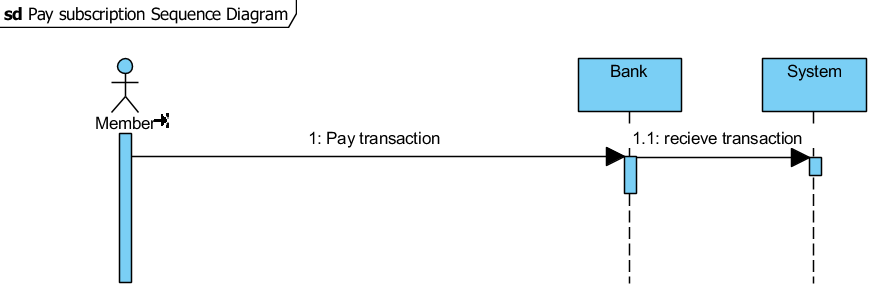 sd Pay subscription Sequence Diagram
Bank
System
Member
1: Pay transaction
1.1: recieve transaction